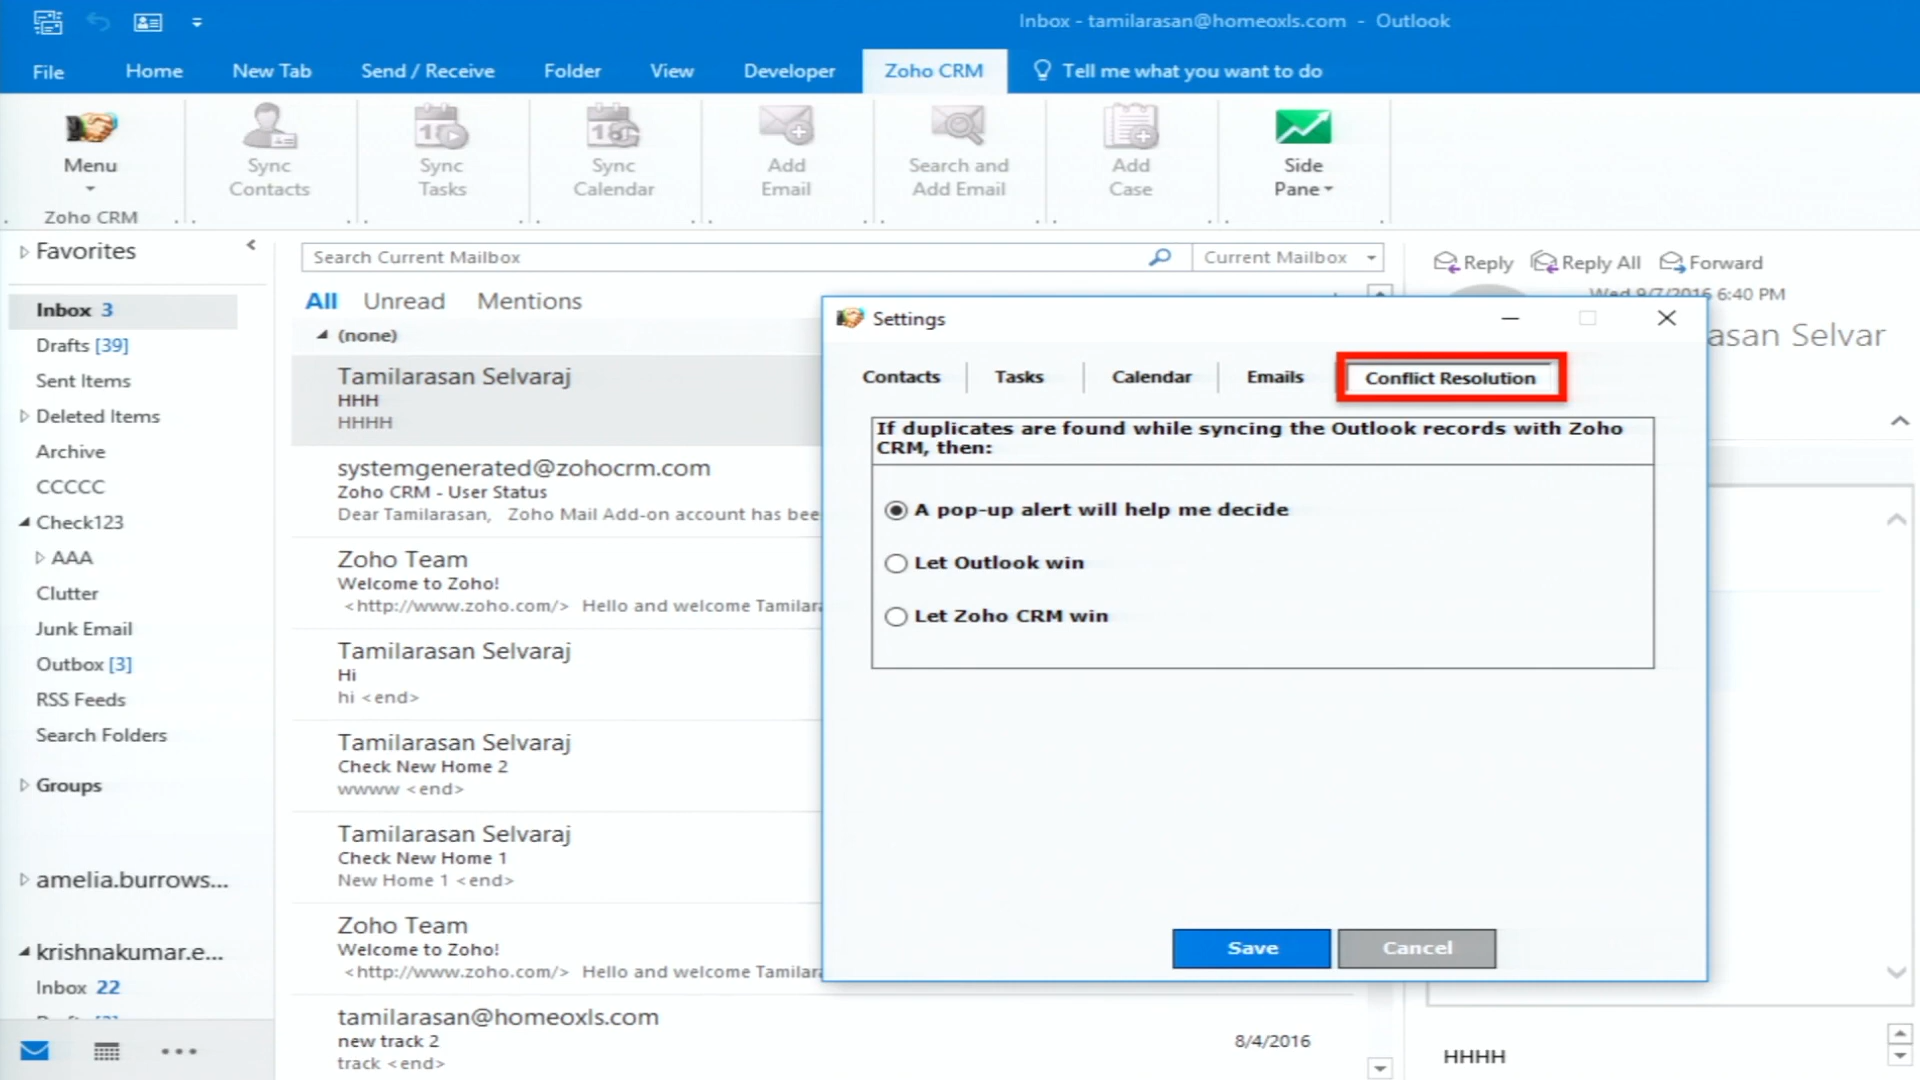 Inbox - tamilarasan@homeoxls.com - Outlook
File Home New Tab Send / Receive Folder View Developer Zoho CRM Tell me what you want to do
Menu
Zoho CRM
Sync
Contacts
Sync
Tasks
Sync
Calendar
Add
Email
Search and
Add Email
Add
Case
Side
Pane
Favorites
Inbox 3
Drafts [39]
Sent Items
Deleted Items
Archive
CCCCC
Check123
AAA
Clutter
Junk Email
Outbox [3]
RSS Feeds
Search Folders
Groups
amelia.burrows...
krishnakumar.e...
Inbox 22
Search Current Mailbox Current Mailbox
All Unread Mentions
(none)
Tamilarasan Selvaraj
HHH
HHHH
systemgenerated@zohocrm.com
Zoho CRM - User Status
Dear Tamilarasan, Zoho Mail Add-on account has bee
Zoho Team
Welcome to Zoho!
<http://www.zoho.com/> Hello and welcome Tamilara
Tamilarasan Selvaraj
Hi
hi <end>
Tamilarasan Selvaraj
Check New Home 2
wwww <end>
Tamilarasan Selvaraj
Check New Home 1
New Home 1 <end>
Zoho Team
Welcome to Zoho!
<http://www.zoho.com/> Hello and welcome Tamilara
tamilarasan@homeoxls.com
new track 2 8/4/2016
track <end>
Reply Reply All Forward
Wed 9/7/2016 6:40 PM
asan Selvar
Settings
Contacts Tasks Calendar Emails Conflict Resolution
If duplicates are found while syncing the Outlook records with Zoho
CRM, then:
A pop-up alert will help me decide
Let Outlook win
Let Zoho CRM win
Save Cancel
HHHH